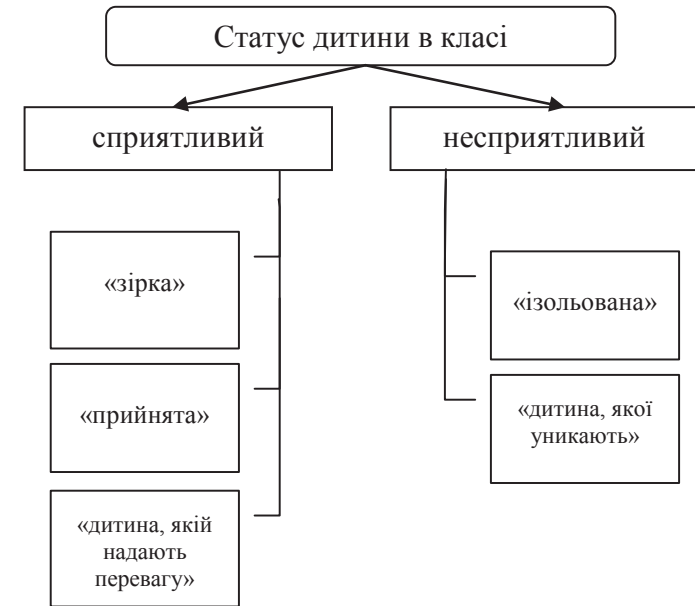 Статус дитини в класі
сприятливий
несприятливий
«зірка»
«прийнята»
«дитина, якій
надають
перевагу»
«ізольована»
«дитина, якої
уникають»